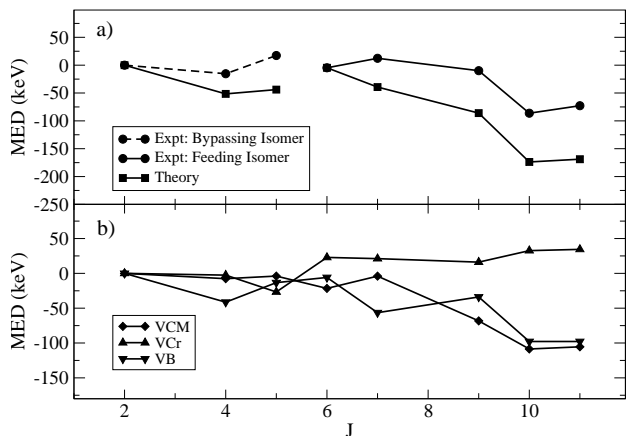 a)
50
0
-50
-100
-150
-200
-250
MED (keV)
Expt: Bypassing Isomer
Expt: Feeding Isomer
Theory
b)
50
0
-50
-100
-150
MED (keV)
VCM
VCr
VB
2
4
6
8
10
J